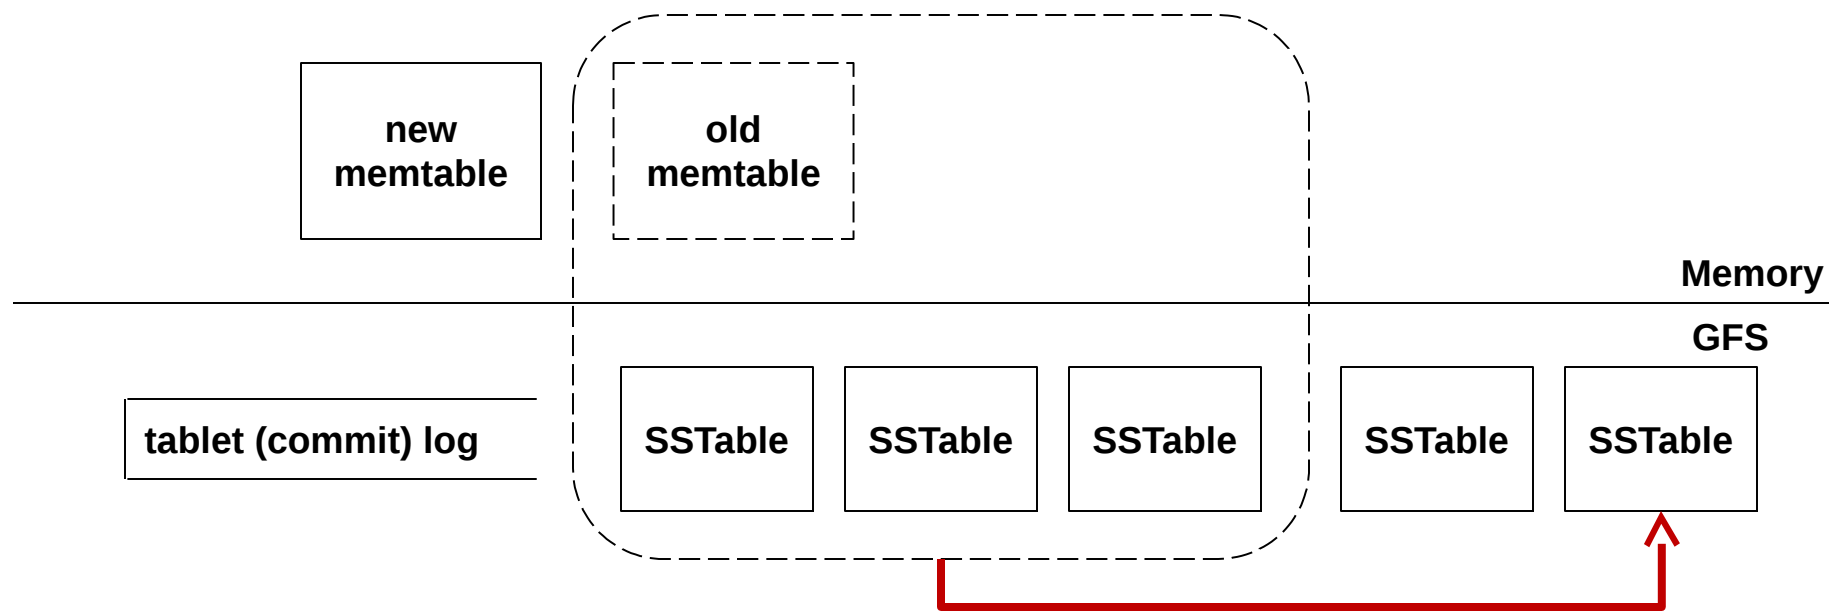 new
memtable
old
memtable
Memory
GFS
tablet (commit) log
SSTable
SSTable
SSTable
SSTable
SSTable